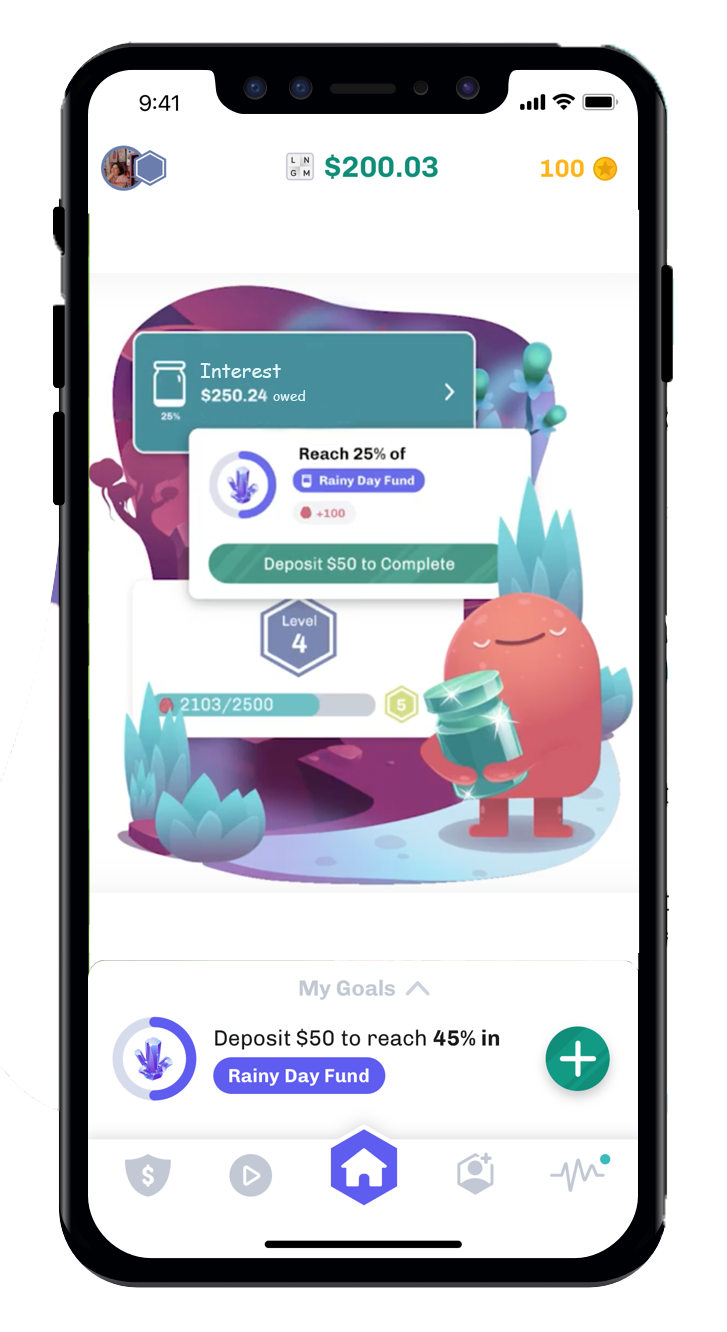 9:41
L N
G M
$200.03
100
Interest
$250.24 owed
25%
Reach 25% of
Rainy Day Fund
+100
Deposit $50 to Complete
Level
4
2103/2500
5
My Goals
Deposit $50 to reach 45% in
Rainy Day Fund
$